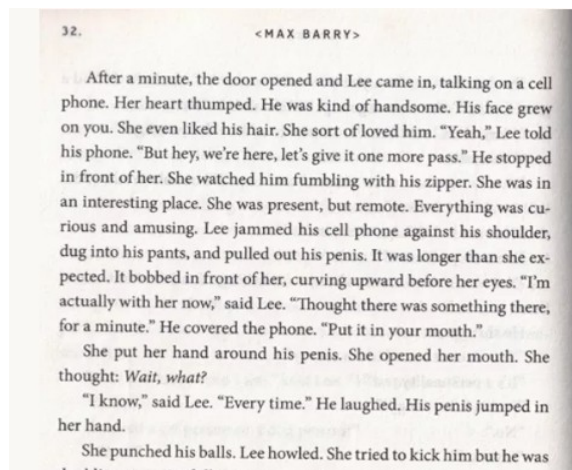 32.
<MAX BARRY>
After a minute, the door opened and Lee came in, talking on a cell
phone. Her heart thumped. He was kind of handsome. His face grew
on you. She even liked his hair. She sort of loved him. “Yeah,” Lee told
his phone. “But hey, we’re here, let’s give it one more pass.” He stopped
in front of her. She watched him fumbling with his zipper. She was in
an interesting place. She was present, but remote. Everything was cu-
rious and amusing. Lee jammed his cell phone against his shoulder,
dug into his pants, and pulled out his penis. It was longer than she ex-
pected. It bobbed in front of her, curving upward before her eyes. “I’m
actually with her now,” said Lee. “Thought there was something there,
for a minute.” He covered the phone. “Put it in your mouth.”
She put her hand around his penis. She opened her mouth. She
thought: Wait, what?
“I know,” said Lee. “Every time.” He laughed. His penis jumped in
her hand.
She punched his balls. Lee howled. She tried to kick him but he was